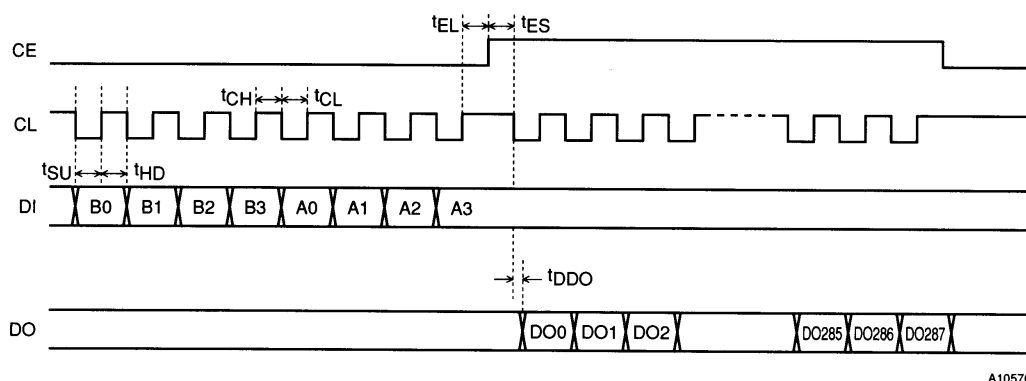 tEL tES
CE
tCH tCL
CL
tSU tHD
DI B0 B1 B2 B3 A0 A1 A2 A3
tDDO
DO DO0 DO1 DO2 DO285 DO286 DO287